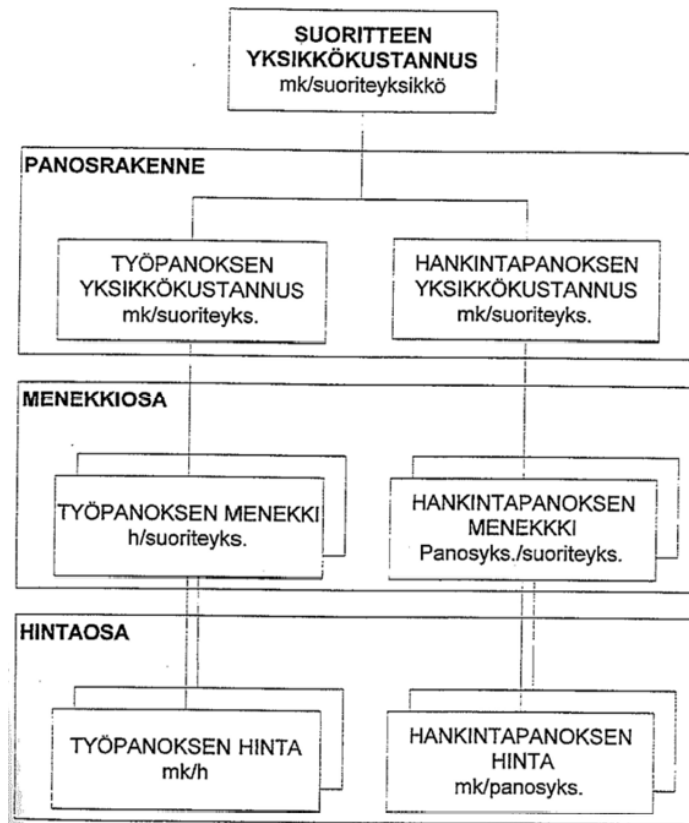 SUORITTEEN
YKSIKKÖKUSTANNUS
mk/suoriteyksikkö
PANOSRAKENNE
TYÖPANOKSEN
YKSIKKÖKUSTANNUS
mk/suoriteyks.
HANKINTAPANOKSEN
YKSIKKÖKUSTANNUS
mk/suoriteyks.
MENEKKIOSA
TYÖPANOKSEN MENEKKI
h/suoriteyks.
HANKINTAPANOKSEN
MENEKKKI
Panosyks./suoriteyks.
HINTAOSA
TYÖPANOKSEN HINTA
mk/h
HANKINTAPANOKSEN
HINTA
mk/panosyks.